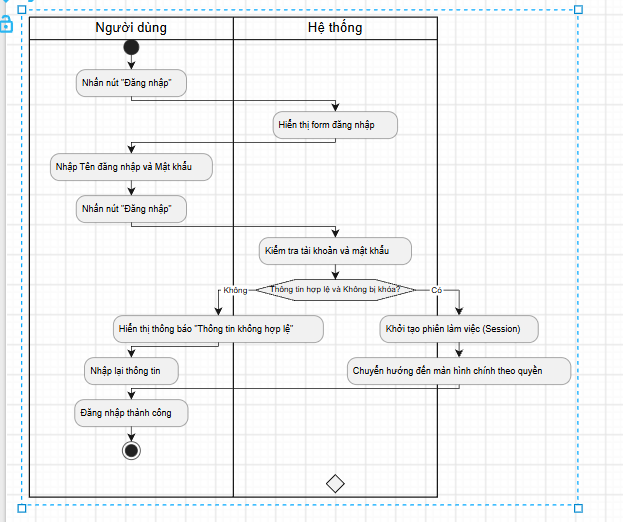 Người dùng
Hệ thống
Nhấn nút "Đăng nhập"
Hiển thị form đăng nhập
Nhập Tên đăng nhập và Mật khẩu
Nhấn nút "Đăng nhập"
Kiểm tra tài khoản và mật khẩu
Không
Thông tin hợp lệ và Không bị khóa?
Có
Hiển thị thông báo "Thông tin không hợp lệ"
Khởi tạo phiên làm việc (Session)
Nhập lại thông tin
Chuyển hướng đến màn hình chính theo quyền
Đăng nhập thành công